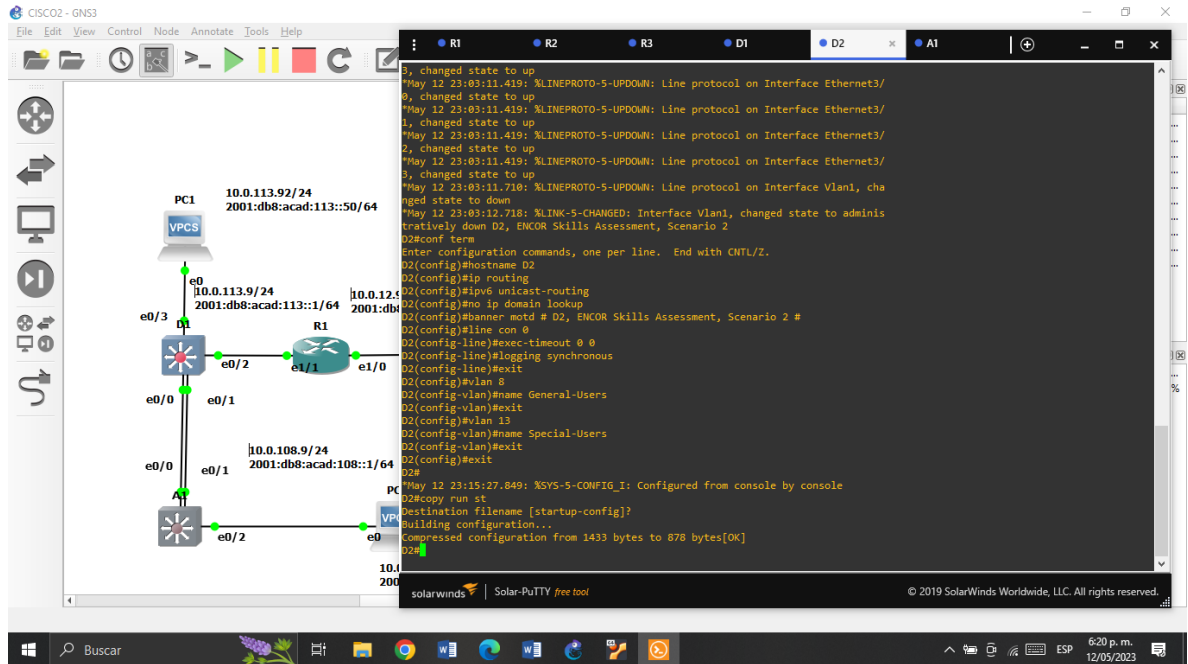 CISCO2 - GNS3
File Edit View Control Node Annotate Tools Help
R1 R2 R3 D1 D2 × A1
3, changed state to up
*May 12 23:03:11.419: %LINEPROTO-5-UPDOWN: Line protocol on Interface Ethernet3/
0, changed state to up
*May 12 23:03:11.419: %LINEPROTO-5-UPDOWN: Line protocol on Interface Ethernet3/
1, changed state to up
*May 12 23:03:11.419: %LINEPROTO-5-UPDOWN: Line protocol on Interface Ethernet3/
2, changed state to up
*May 12 23:03:11.419: %LINEPROTO-5-UPDOWN: Line protocol on Interface Ethernet3/
3, changed state to up
*May 12 23:03:11.710: %LINEPROTO-5-UPDOWN: Line protocol on Interface Vlan1, cha
nged state to down
*May 12 23:03:12.718: %LINK-5-CHANGED: Interface Vlan1, changed state to adminis
tratively down D2, ENCOR Skills Assessment, Scenario 2
D2#conf term
Enter configuration commands, one per line. End with CNTL/Z.
D2(config)#hostname D2
D2(config)#ip routing
D2(config)#ipv6 unicast-routing
D2(config)#no ip domain lookup
D2(config)#banner motd # D2, ENCOR Skills Assessment, Scenario 2 #
D2(config)#line con 0
D2(config-line)#exec-timeout 0 0
D2(config-line)#logging synchronous
D2(config-line)#exit
D2(config)#vlan 8
D2(config-vlan)#name General-Users
D2(config-vlan)#exit
D2(config)#vlan 13
D2(config-vlan)#name Special-Users
D2(config-vlan)#exit
D2(config)#exit
D2#
*May 12 23:15:27.849: %SYS-5-CONFIG_I: Configured from console by console
D2#copy run st
Destination filename [startup-config]?
Building configuration...
Compressed configuration from 1433 bytes to 878 bytes[OK]
D2#
solarwinds Solar-PuTTY free tool
© 2019 SolarWinds Worldwide, LLC. All rights reserved.
PC1
10.0.113.92/24
2001:db8:acad:113::50/64
VPCS
e0
10.0.113.9/24
2001:db8:acad:113::1/64
10.0.12.9
2001:db
e0/3
D1
R1
e0/2
e1/1
e1/0
e0/0
e0/1
10.0.108.9/24
2001:db8:acad:108::1/64
e0/0
e0/1
A1
PC
VPC
e0/2
e0
10.
200
%
Buscar
ESP
6:20 p. m.
12/05/2023